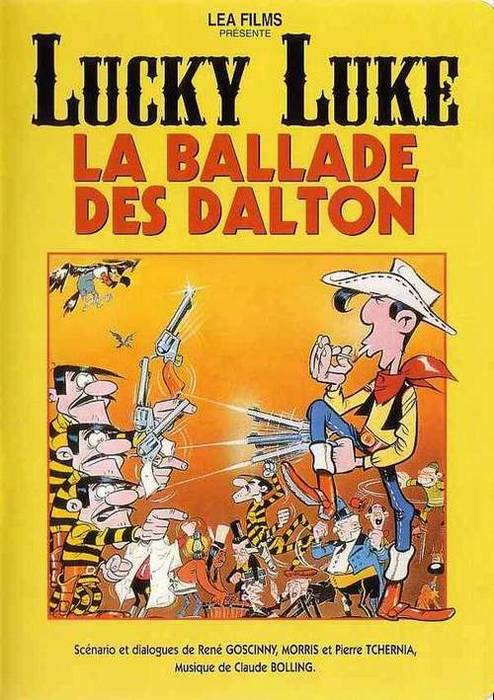 LEA FILMS
PRÉSENTE
LUCKY LUKE
LA BALLADE
DES DALTON
Scénario et dialogues de René GOSCINNY, MORRIS et Pierre TCHERNIA,
Musique de Claude BOLLING.